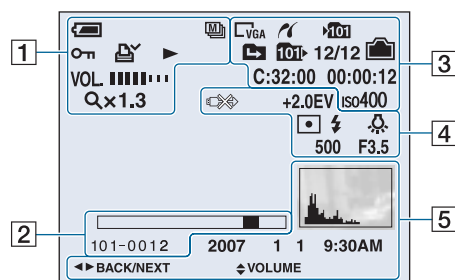 1
M
VGA
101
3
101 12/12
VOL.
C:32:00 00:00:12
×1.3
+2.0EV ISO400
4
500 F3.5
2
5
101-0012 2007 1 1 9:30AM
BACK/NEXT VOLUME